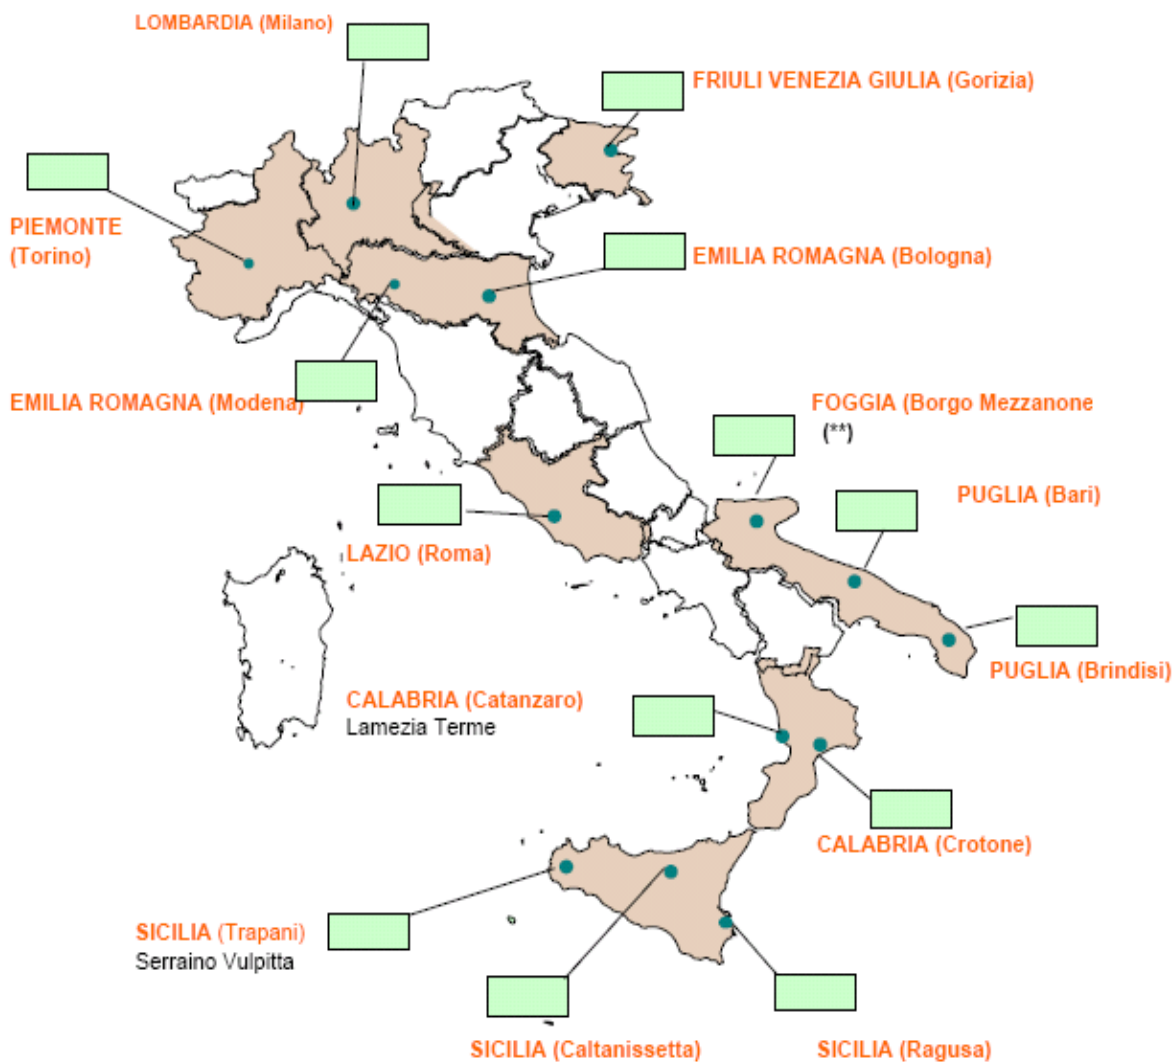 LOMBARDIA (Milano)
FRIULI VENEZIA GIULIA (Gorizia)
PIEMONTE
(Torino)
EMILIA ROMAGNA (Bologna)
EMILIA ROMAGNA (Modena)
FOGGIA (Borgo Mezzanone
(**)
PUGLIA (Bari)
LAZIO (Roma)
PUGLIA (Brindisi)
CALABRIA (Catanzaro)
Lamezia Terme
CALABRIA (Crotone)
SICILIA (Trapani)
Serraino Vulpitta
SICILIA (Caltanissetta)
SICILIA (Ragusa)